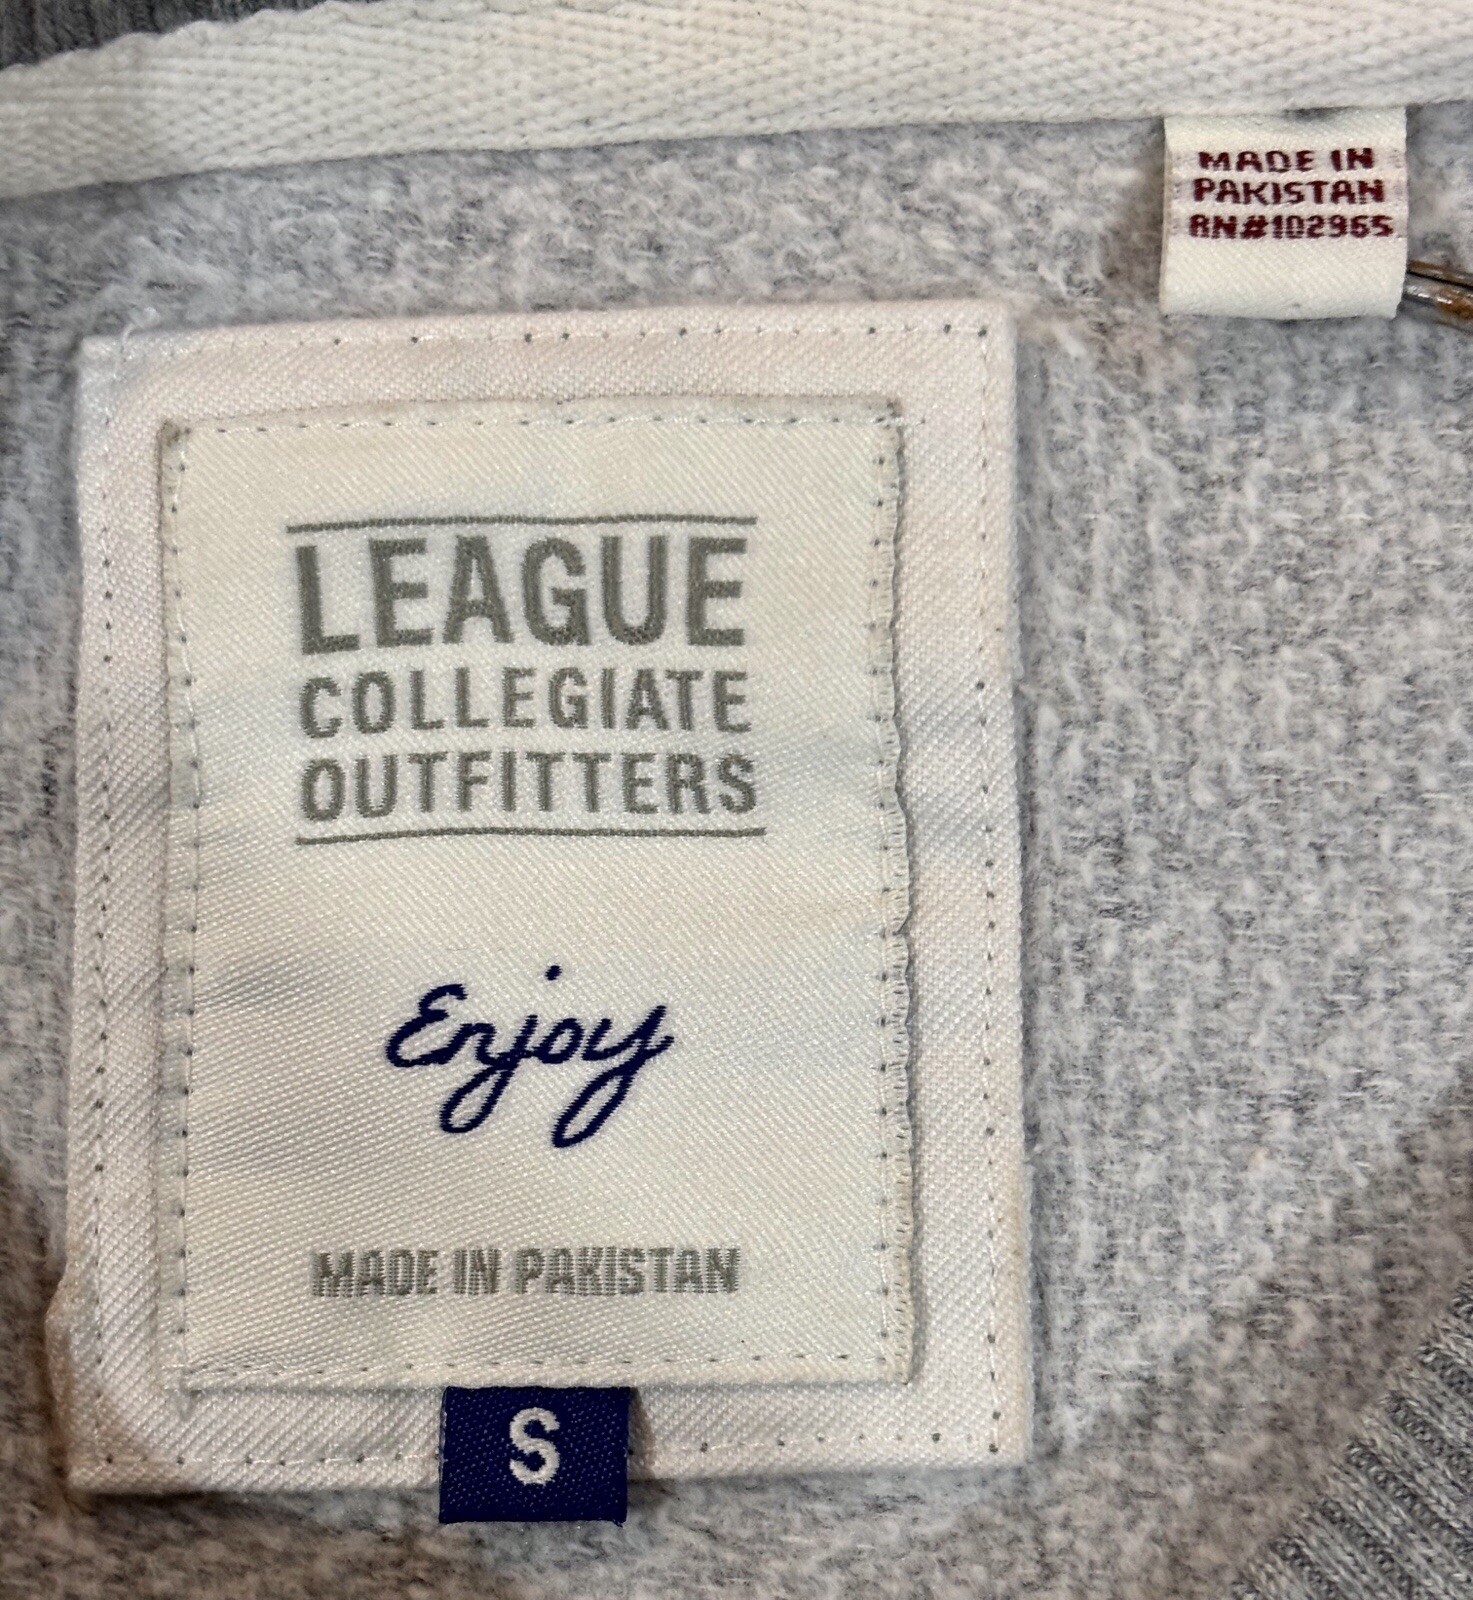 MADE IN
PAKISTAN
RN#102965
LEAGUE
COLLEGIATE
OUTFITTERS
Enjoy
MADE IN PAKISTAN
S